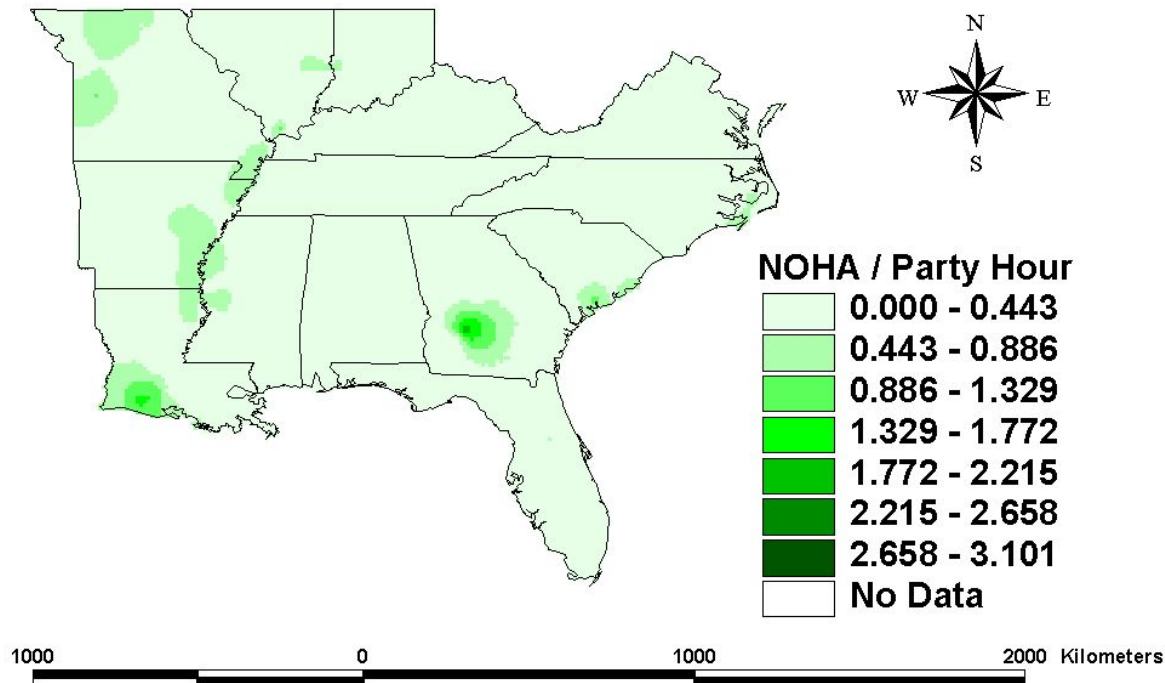 N
W E
S
NOHA / Party Hour
0.000 - 0.443
0.443 - 0.886
0.886 - 1.329
1.329 - 1.772
1.772 - 2.215
2.215 - 2.658
2.658 - 3.101
No Data
1000 0 1000 2000 Kilometers